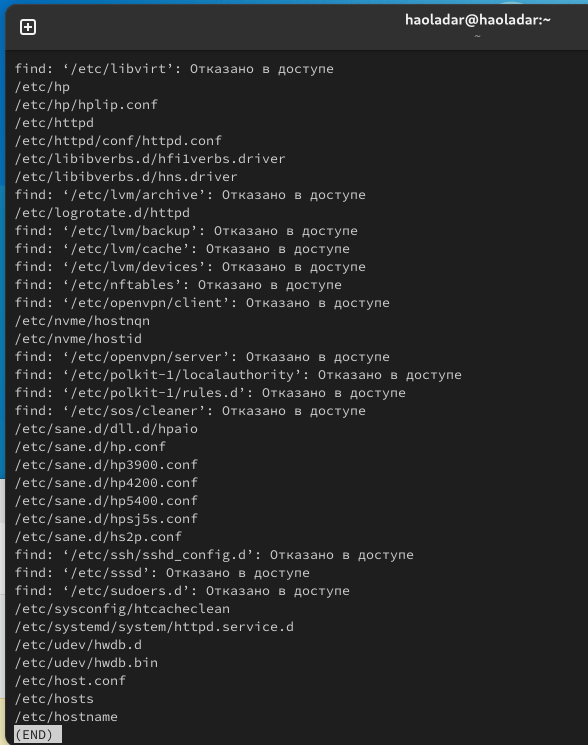 haoladar@haoladar:~
~
find: ‘/etc/libvirt’: Отказано в доступе
/etc/hp
/etc/hp/hplip.conf
/etc/httpd
/etc/httpd/conf/httpd.conf
/etc/libibverbs.d/hfi1verbs.driver
/etc/libibverbs.d/hns.driver
find: ‘/etc/lvm/archive’: Отказано в доступе
/etc/logrotate.d/httpd
find: ‘/etc/lvm/backup’: Отказано в доступе
find: ‘/etc/lvm/cache’: Отказано в доступе
find: ‘/etc/lvm/devices’: Отказано в доступе
find: ‘/etc/nftables’: Отказано в доступе
find: ‘/etc/openvpn/client’: Отказано в доступе
/etc/nvme/hostnqn
/etc/nvme/hostid
find: ‘/etc/openvpn/server’: Отказано в доступе
find: ‘/etc/polkit-1/localauthority’: Отказано в доступе
find: ‘/etc/polkit-1/rules.d’: Отказано в доступе
find: ‘/etc/sos/cleaner’: Отказано в доступе
/etc/sane.d/dll.d/hpaio
/etc/sane.d/hp.conf
/etc/sane.d/hp3900.conf
/etc/sane.d/hp4200.conf
/etc/sane.d/hp5400.conf
/etc/sane.d/hpsj5s.conf
/etc/sane.d/hs2p.conf
find: ‘/etc/ssh/sshd_config.d’: Отказано в доступе
find: ‘/etc/sssd’: Отказано в доступе
find: ‘/etc/sudoers.d’: Отказано в доступе
/etc/sysconfig/htcacheclean
/etc/systemd/system/httpd.service.d
/etc/udev/hwdb.d
/etc/udev/hwdb.bin
/etc/host.conf
/etc/hosts
/etc/hostname
(END)